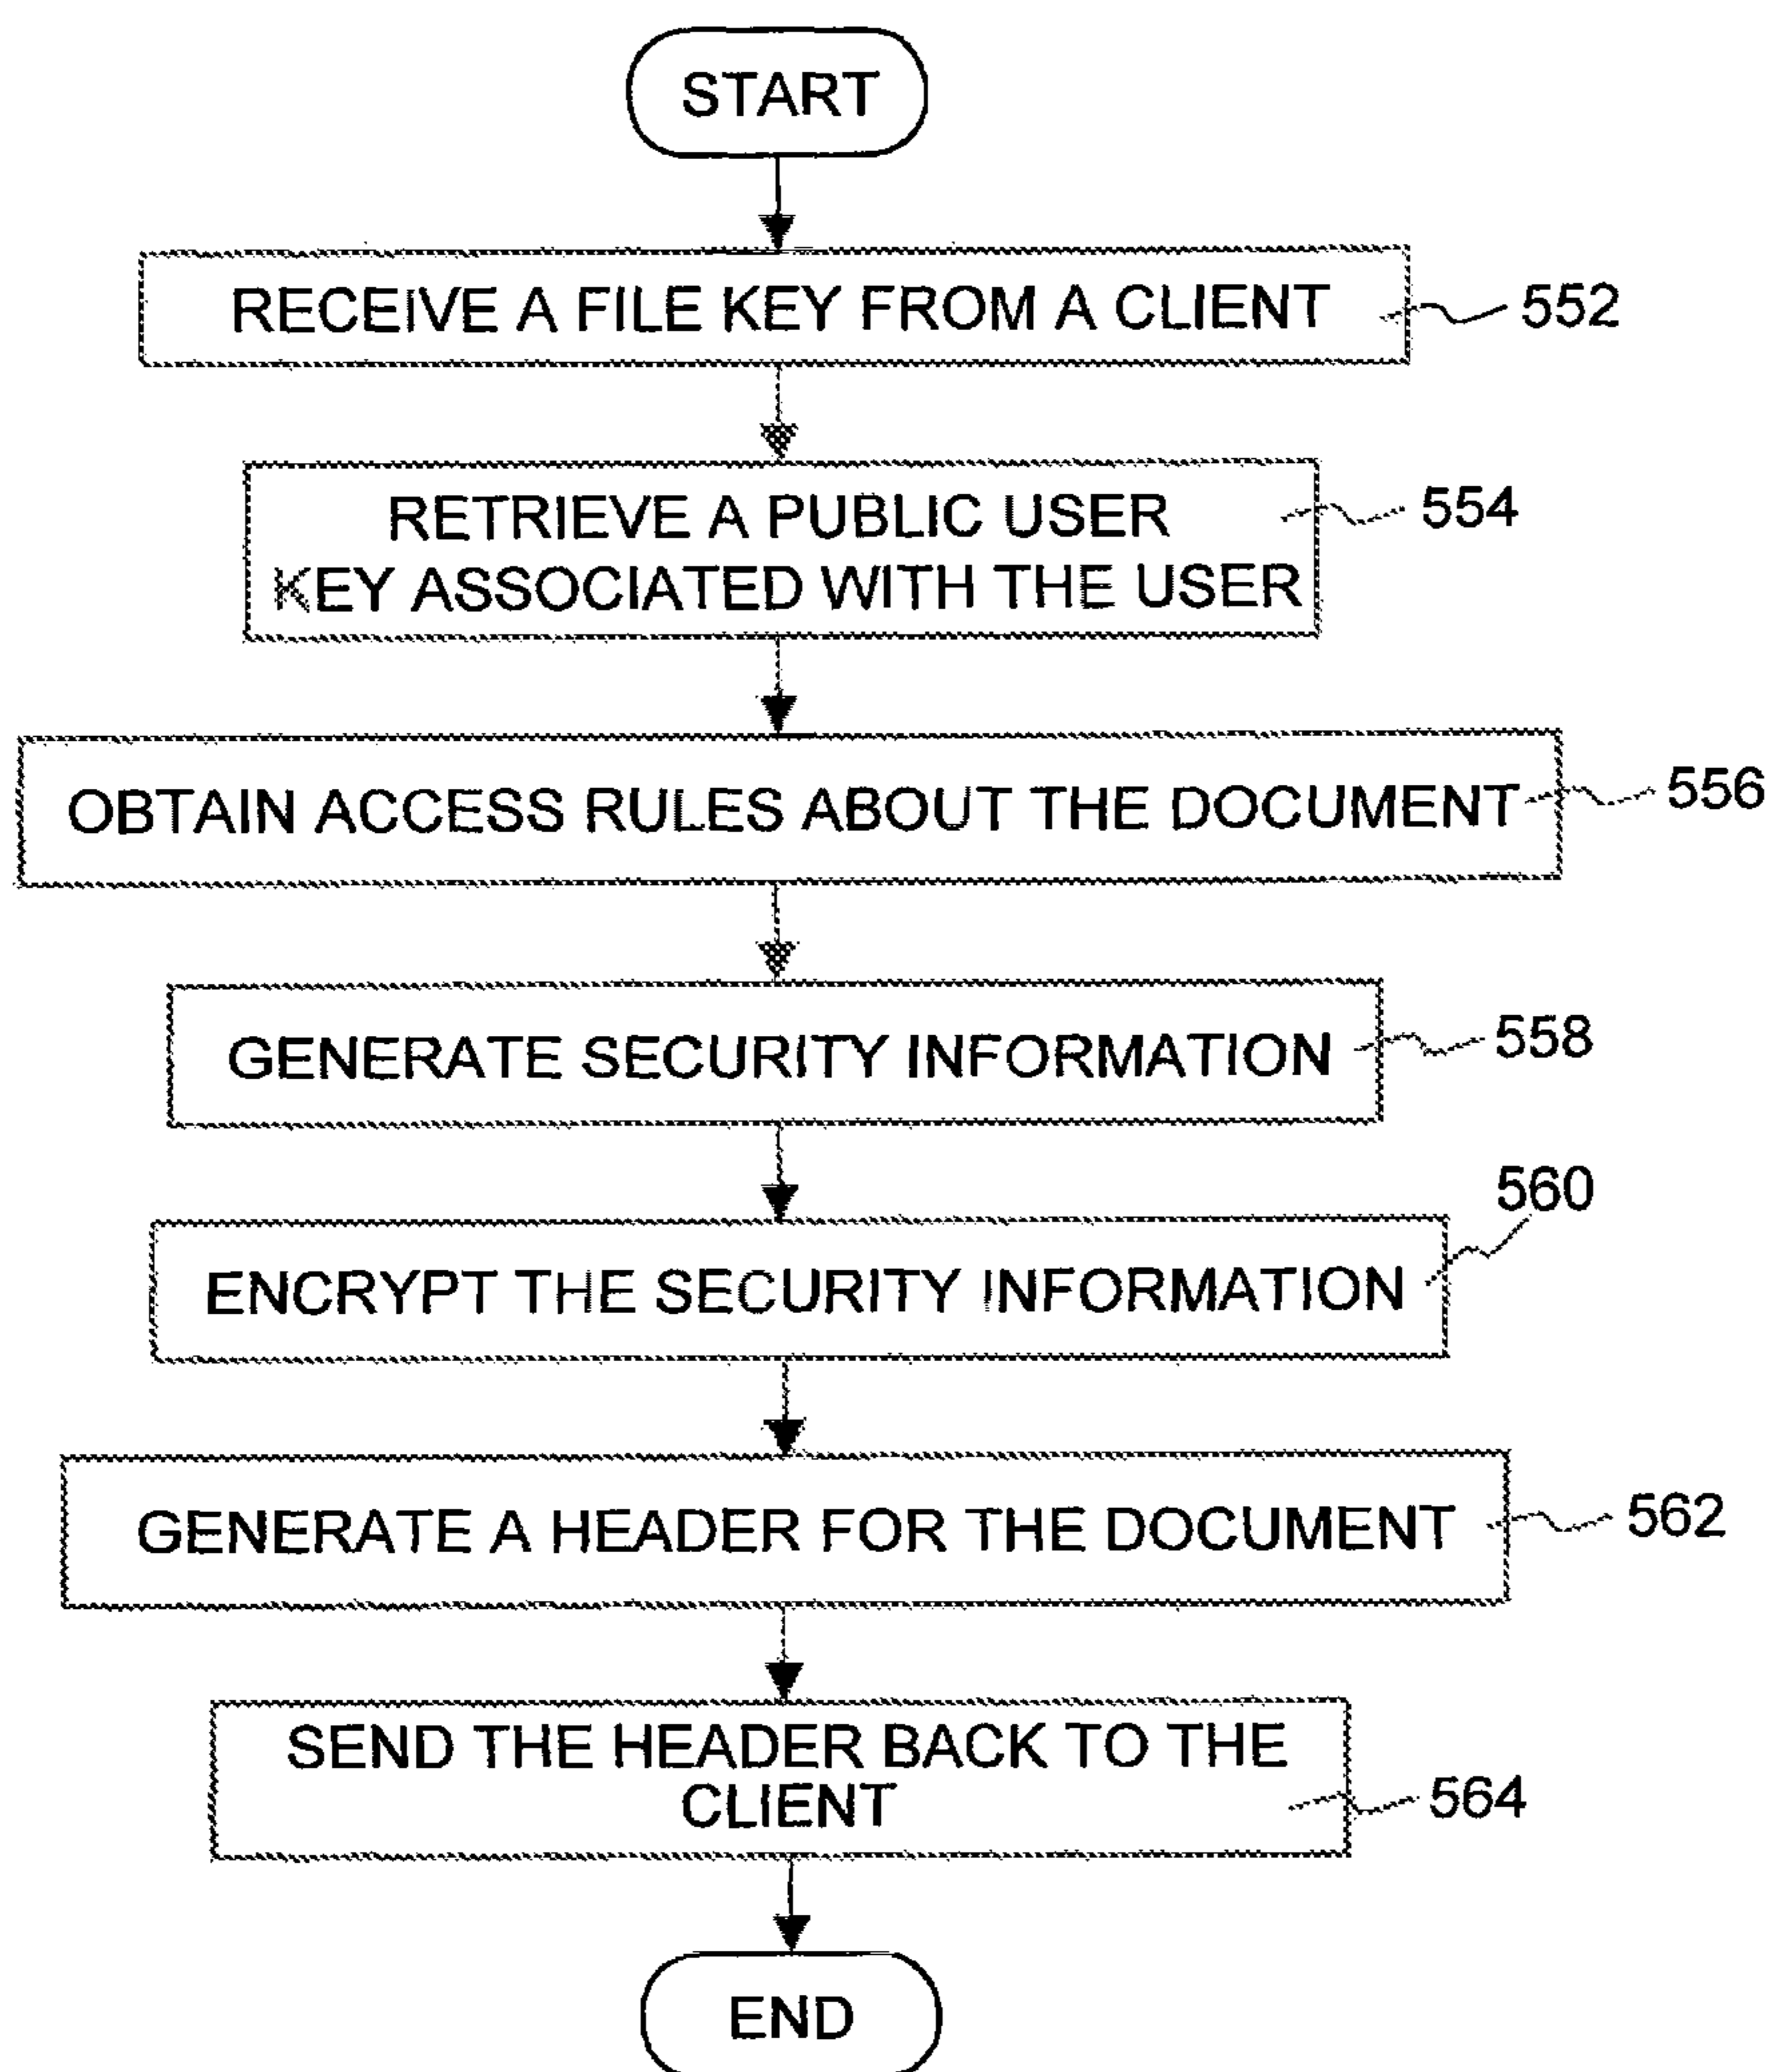 START
RECEIVE A FILE KEY FROM A CLIENT
552
RETRIEVE A PUBLIC USER
KEY ASSOCIATED WITH THE USER
554
OBTAIN ACCESS RULES ABOUT THE DOCUMENT
556
GENERATE SECURITY INFORMATION
558
ENCRYPT THE SECURITY INFORMATION
560
GENERATE A HEADER FOR THE DOCUMENT
562
SEND THE HEADER BACK TO THE
CLIENT
564
END